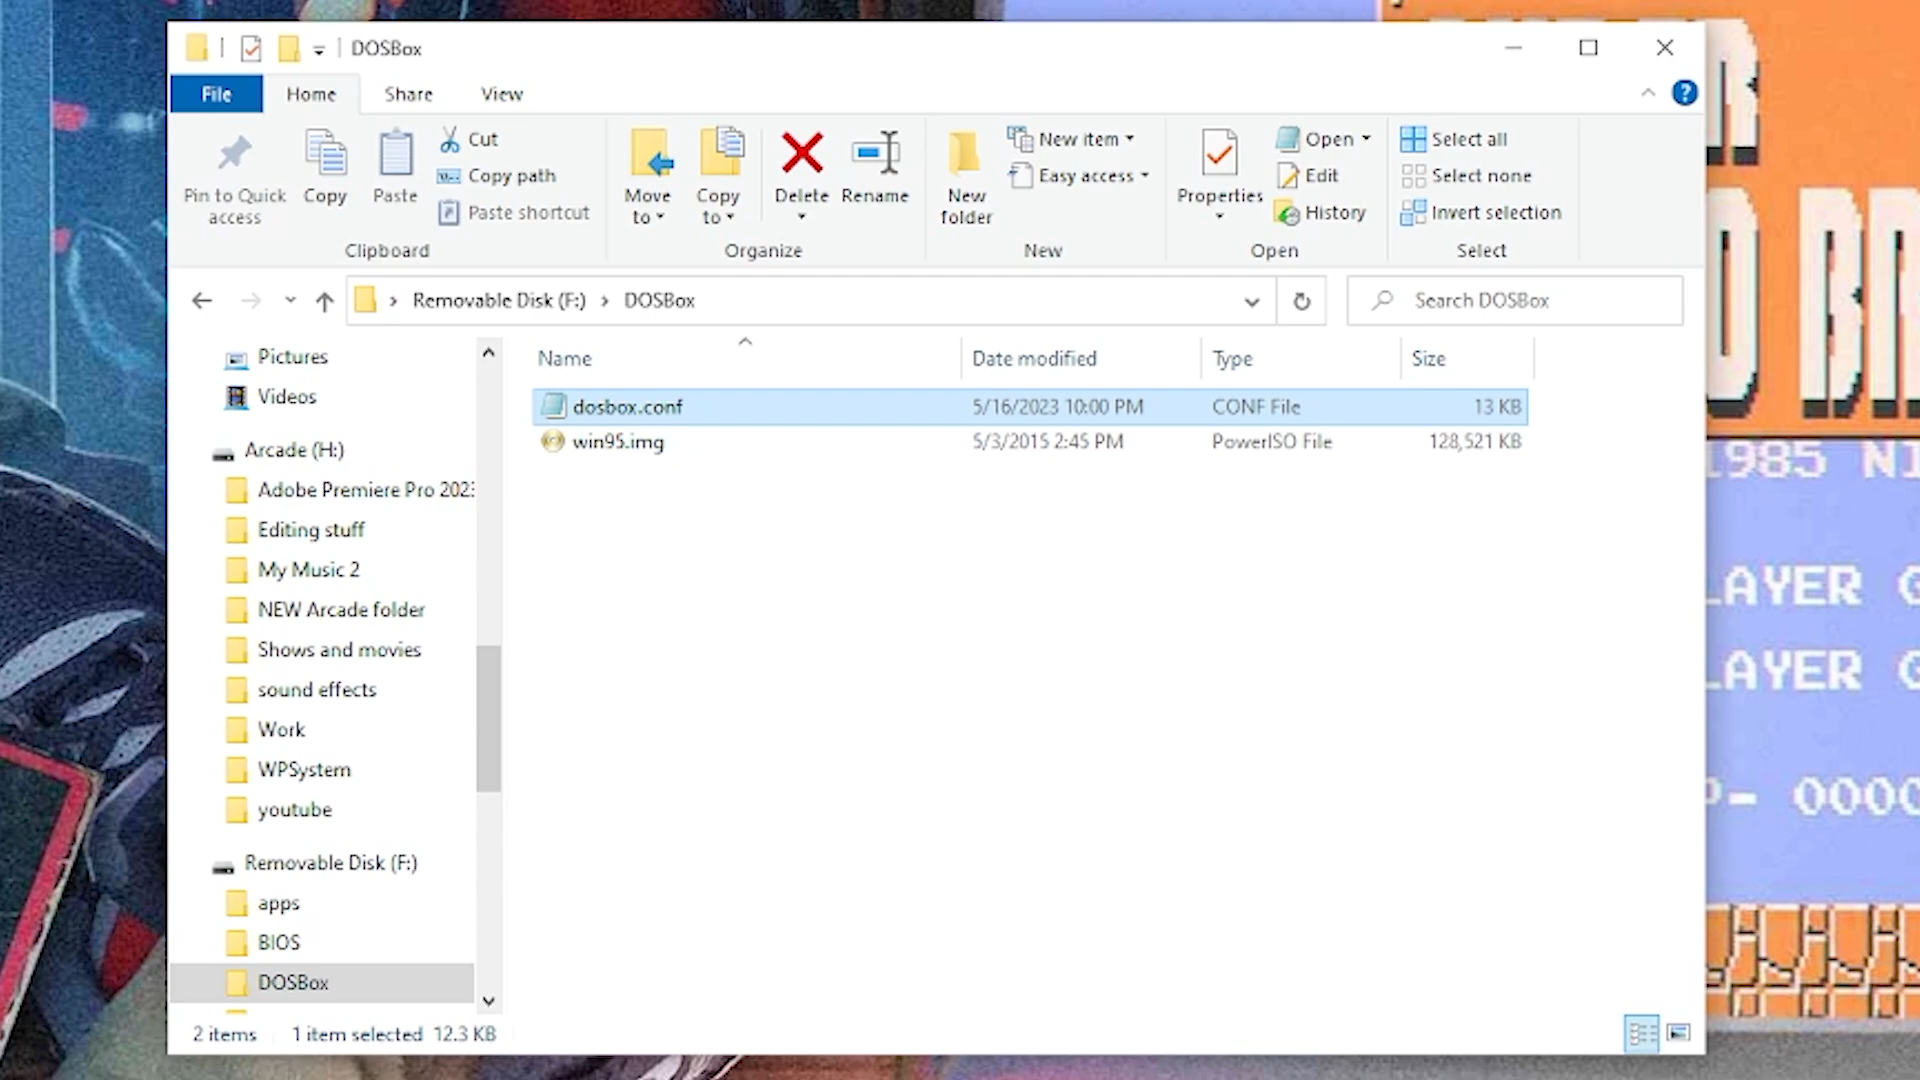 DOSBox
File Home Share View
Pin to Quick access
Copy
Paste
Cut
Copy path
Paste shortcut
Clipboard
Move to
Copy to
Delete
Rename
Organize
New folder
New item
Easy access
New
Properties
Open
Edit
History
Open
Select all
Select none
Invert selection
Select
Removable Disk (F:) DOSBox
Search DOSBox
Name Date modified Type Size
dosbox.conf 5/16/2023 10:00 PM CONF File 13 KB
win95.img 5/3/2015 2:45 PM PowerISO File 128,521 KB
Pictures
Videos
Arcade (H:)
Adobe Premiere Pro 2023
Editing stuff
My Music 2
NEW Arcade folder
Shows and movies
sound effects
Work
WPSystem
youtube
Removable Disk (F:)
apps
BIOS
DOSBox
2 items 1 item selected 12.3 KB
R
BR
1985 NI
LAYER G
LAYER G
P- 0000